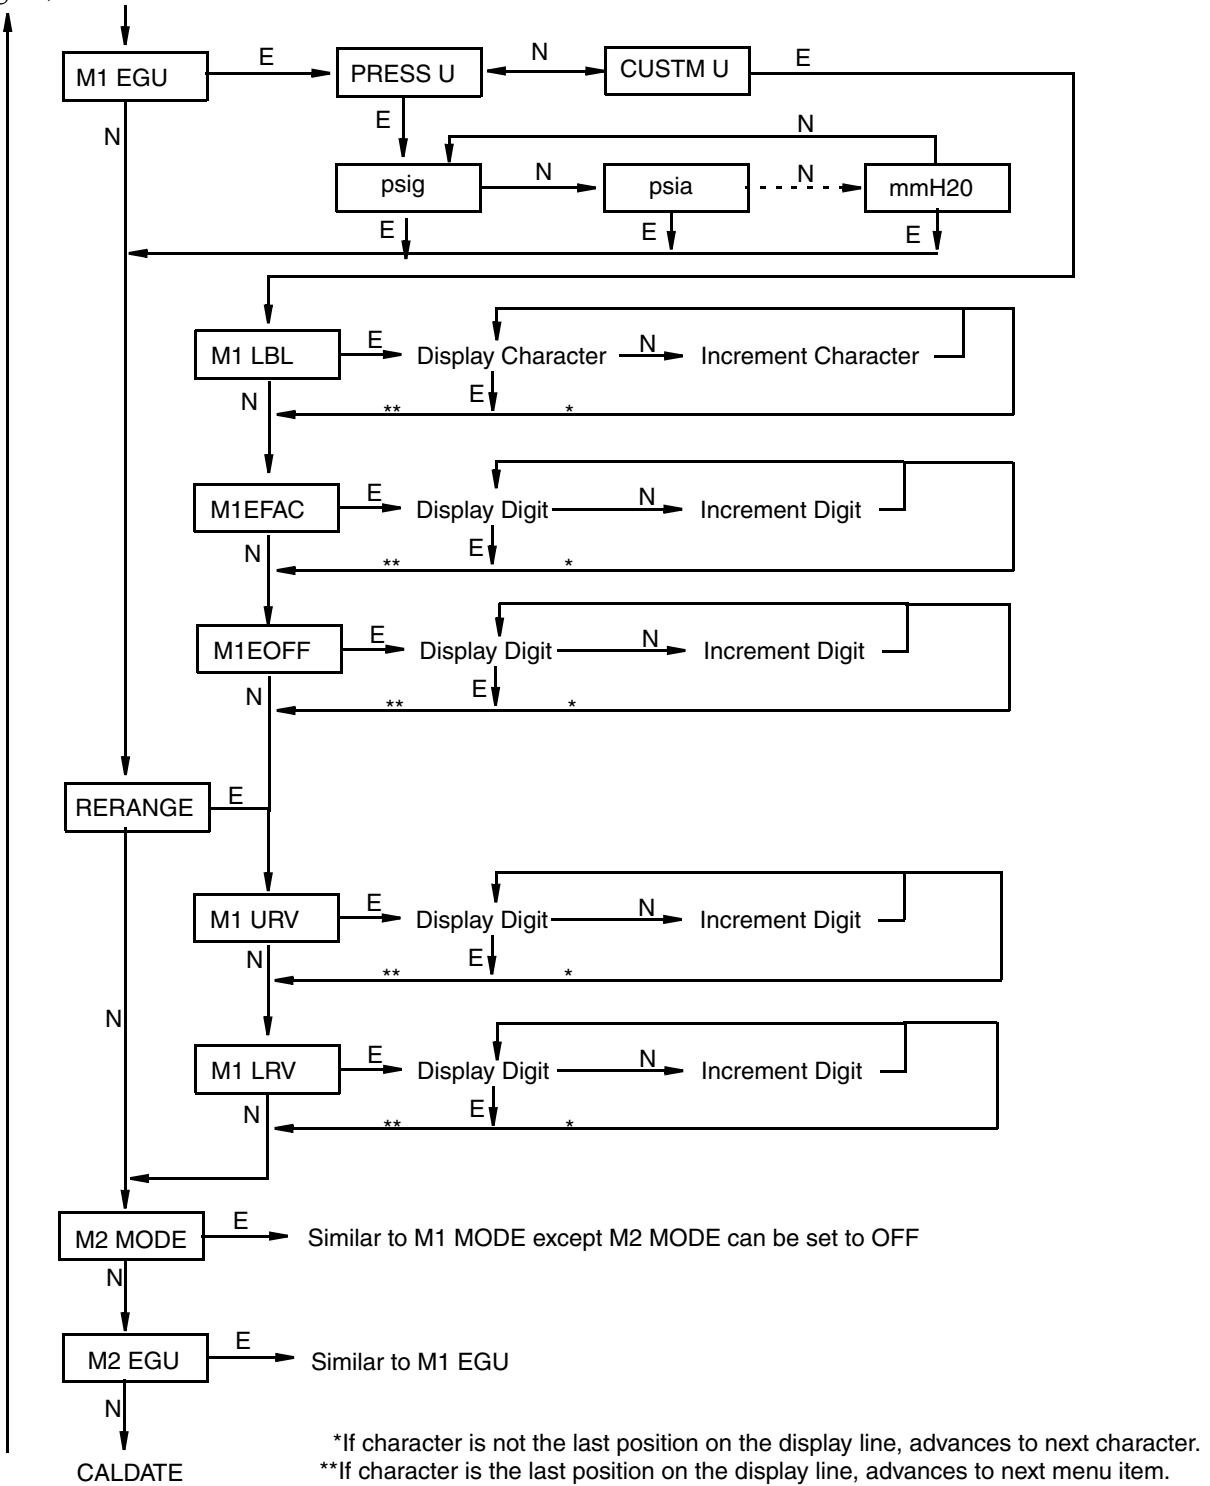 M1 EGU E PRESS U N CUSTM U E
N E N
psig N psia N mmH20
E E E
M1 LBL E Display Character N Increment Character
N E ** *
M1EFAC E Display Digit N Increment Digit
N E ** *
M1EOFF E Display Digit N Increment Digit
N E ** *
RERANGE E
M1 URV E Display Digit N Increment Digit
N E ** *
N
M1 LRV E Display Digit N Increment Digit
N E ** *
M2 MODE E Similar to M1 MODE except M2 MODE can be set to OFF
N
M2 EGU E Similar to M1 EGU
N
CALDATE
*If character is not the last position on the display line, advances to next character.
**If character is the last position on the display line, advances to next menu item.